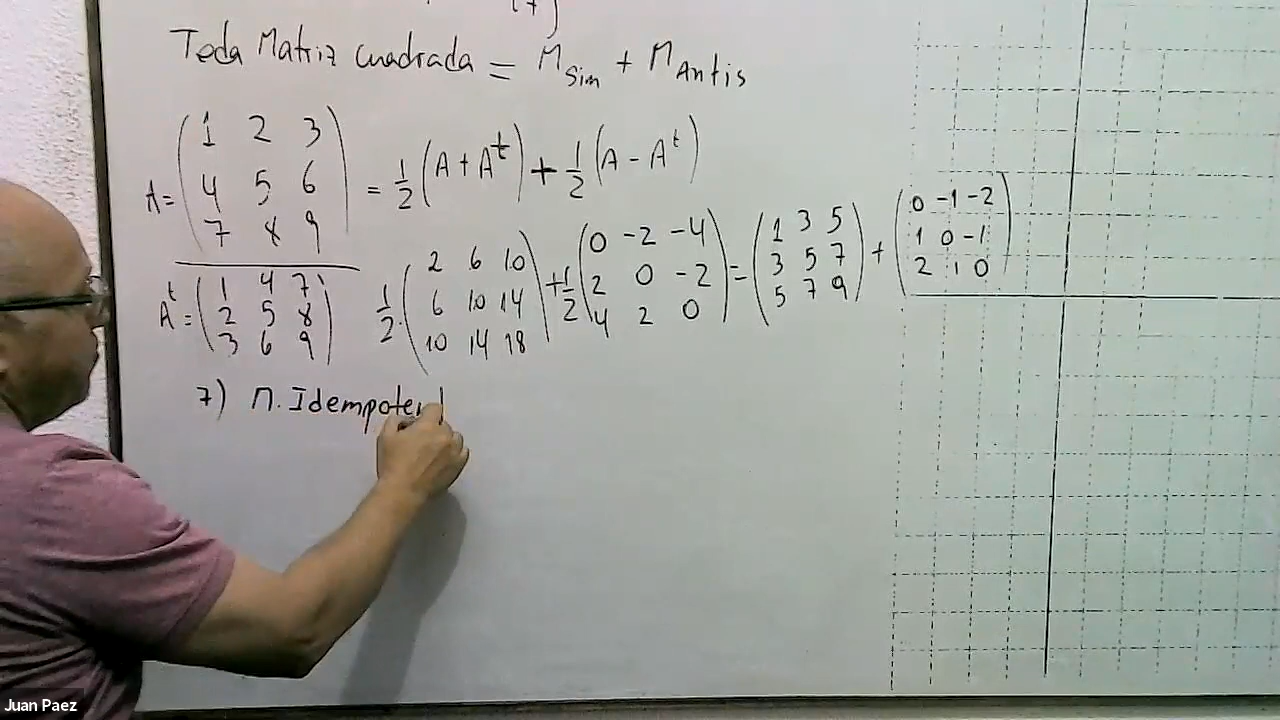 Toda Matriz cuadrada = M Sim + M Antis
A = ( 1 2 3 / 4 5 6 / 7 8 9 ) = 1/2 (A + A^t) + 1/2 (A - A^t)
A^t = ( 1 4 7 / 2 5 8 / 3 6 9 ) 1/2 · ( 2 6 10 / 6 10 14 / 10 14 18 ) + 1/2 ( 0 -2 -4 / 2 0 -2 / 4 2 0 ) = ( 1 3 5 / 3 5 7 / 5 7 9 ) + ( 0 -1 -2 / 1 0 -1 / 2 1 0 )
7) M. Idempote
Juan Paez